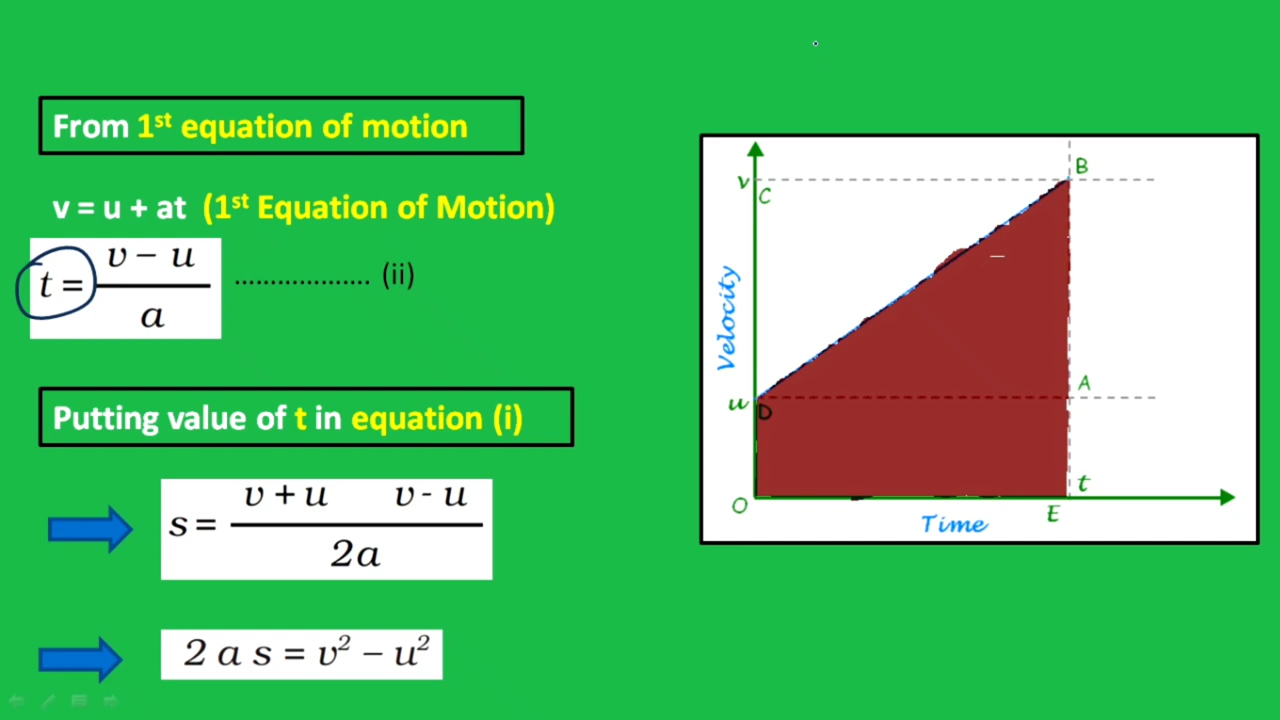 From 1st equation of motion
v = u + at (1st Equation of Motion)
t = v – u / a ................... (ii)
Putting value of t in equation (i)
s = v + u v - u / 2a
2 a s = v² – u²
v
C
B
Velocity
u
D
A
O
t
E
Time